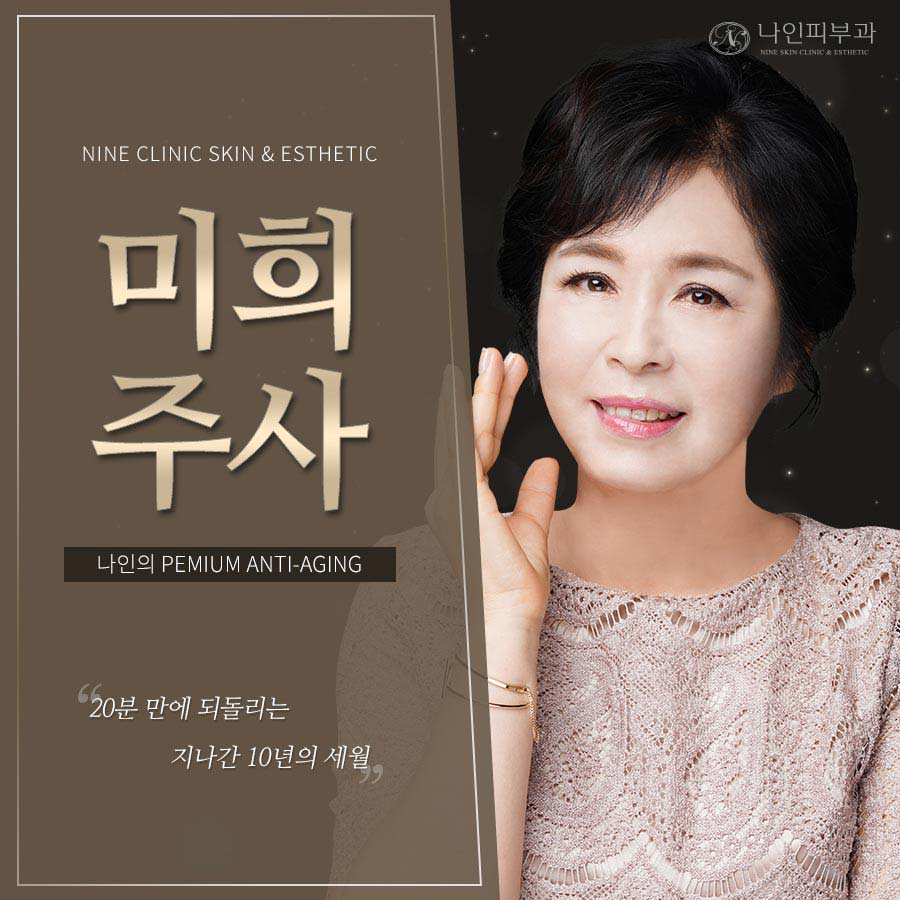 나인피부과
NINE SKIN CLINIC & ESTHETIC
NINE CLINIC SKIN & ESTHETIC
미희
주사
나인의 PEMIUM ANTI-AGING
“20분 만에 되돌리는
지나간 10년의 세월”